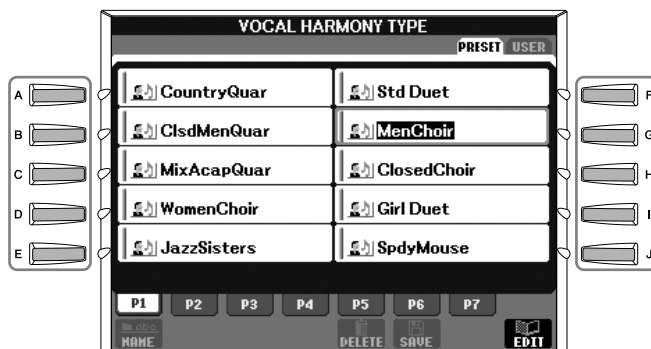 VOCAL HARMONY TYPE
PRESET USER
A CountryQuar Std Duet F
B ClsdMenQuar MenChoir G
C MixAcapQuar ClosedChoir H
D WomenChoir Girl Duet I
E JazzSisters SpdyMouse J
P1 P2 P3 P4 P5 P6 P7
abc
NAME DELETE SAVE EDIT